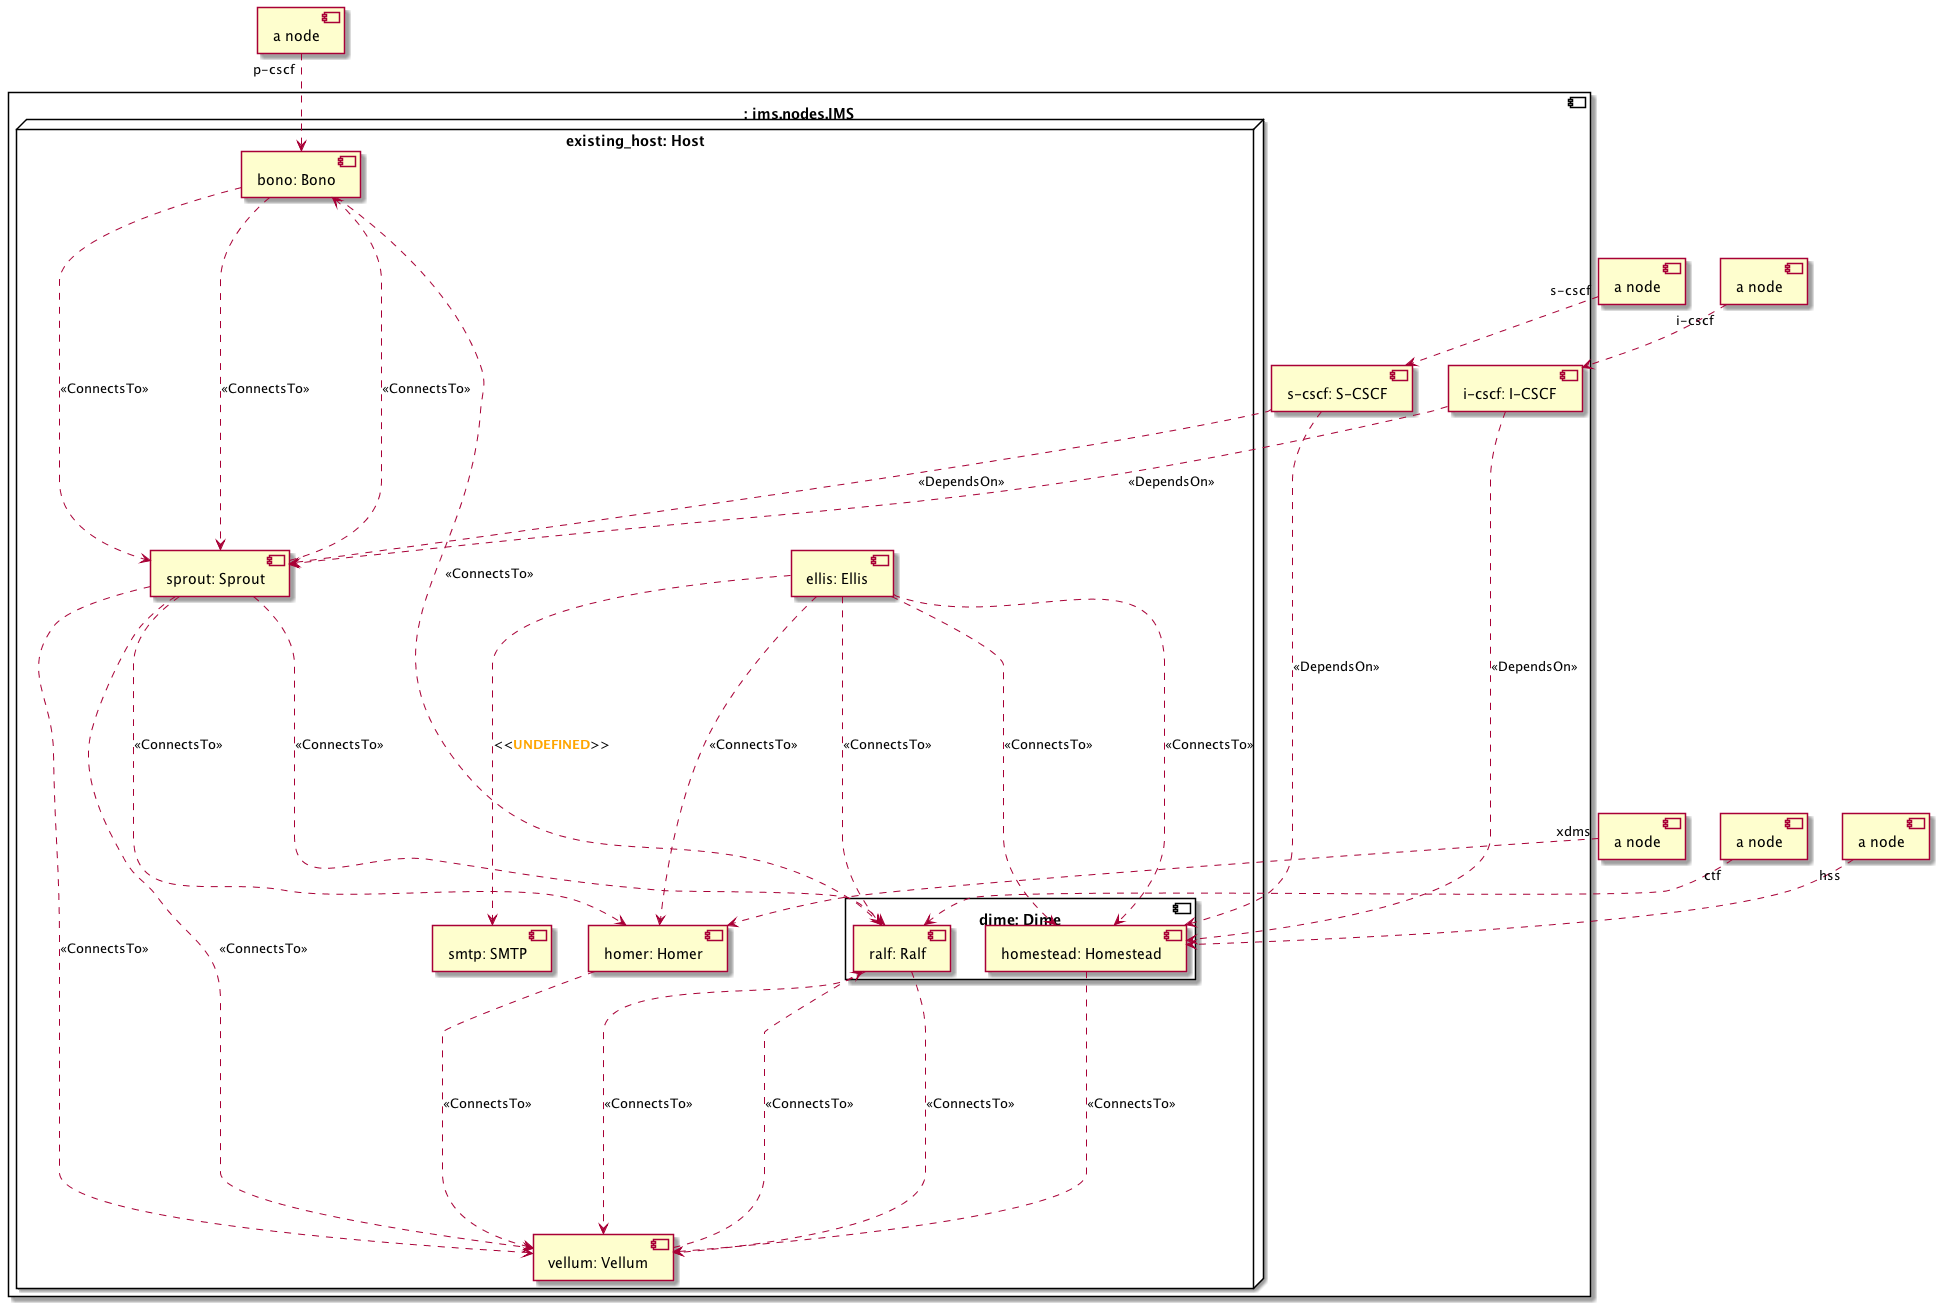 a node
p-cscf
: ims.nodes.IMS
existing_host: Host
bono: Bono
a node
a node
s-cscf
i-cscf
«ConnectsTo»
«ConnectsTo»
«ConnectsTo»
s-cscf: S-CSCF
i-cscf: I-CSCF
«DependsOn»
«DependsOn»
«ConnectsTo»
sprout: Sprout
ellis: Ellis
«DependsOn»
«DependsOn»
«ConnectsTo»
«ConnectsTo»
<<UNDEFINED>>
«ConnectsTo»
«ConnectsTo»
«ConnectsTo»
«ConnectsTo»
xdms
a node
a node
a node
ctf
hss
dime: Dime
smtp: SMTP
homer: Homer
ralf: Ralf
homestead: Homestead
«ConnectsTo»
«ConnectsTo»
«ConnectsTo»
«ConnectsTo»
«ConnectsTo»
«ConnectsTo»
«ConnectsTo»
vellum: Vellum